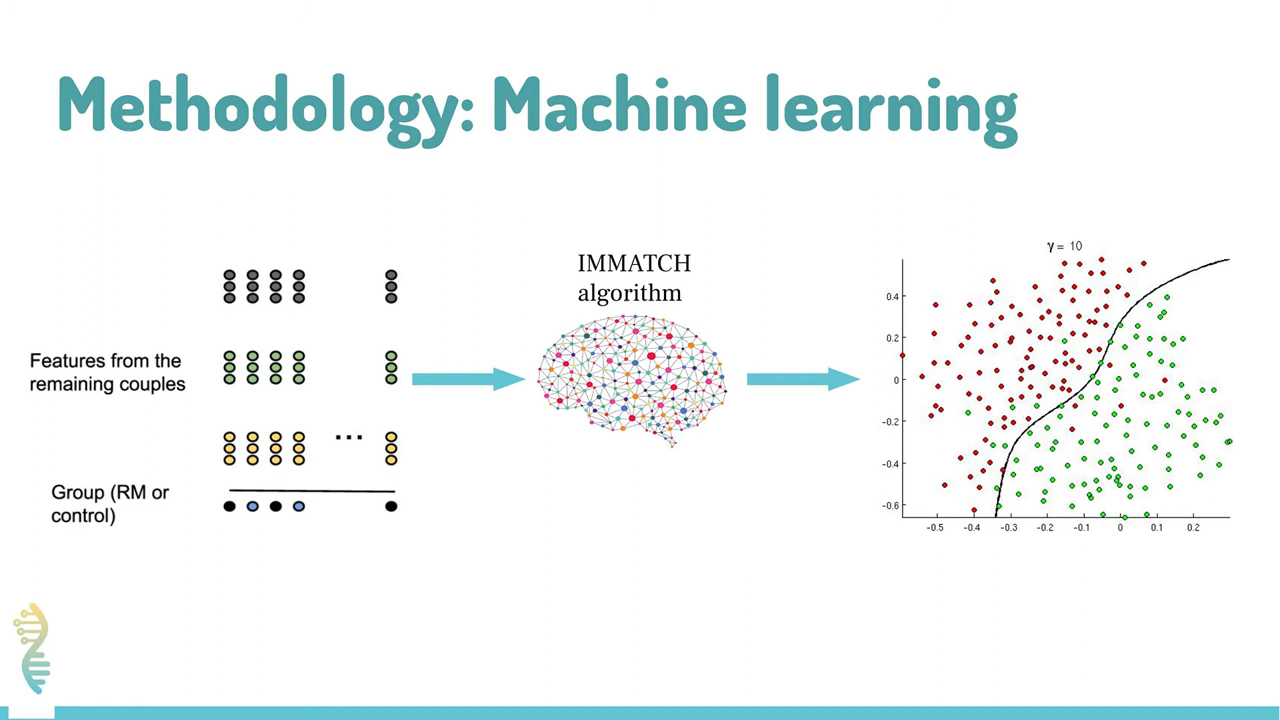 Methodology: Machine learning
Features from the
remaining couples
...
Group (RM or
control)
IMMATCH
algorithm
γ = 10
0.4
0.2
0
-0.2
-0.4
-0.6
-0.5
-0.4
-0.3
-0.2
-0.1
0
0.1
0.2